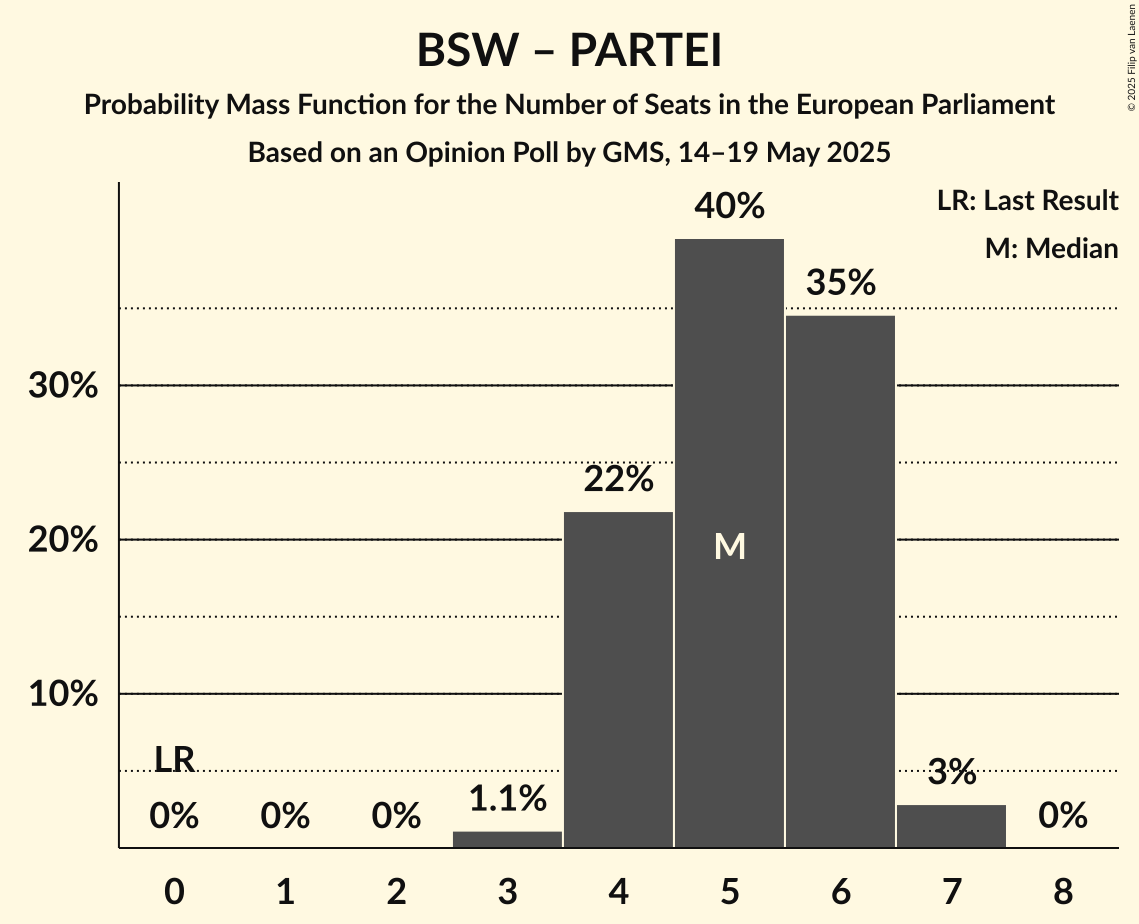 BSW – PARTEI
Probability Mass Function for the Number of Seats in the European Parliament
Based on an Opinion Poll by GMS, 14–19 May 2025
© 2025 Filip van Laenen
LR: Last Result
M: Median
40%
35%
30%
22%
20%
M
10%
LR
0%
0%
0%
1.1%
3%
0%
0 1 2 3 4 5 6 7 8